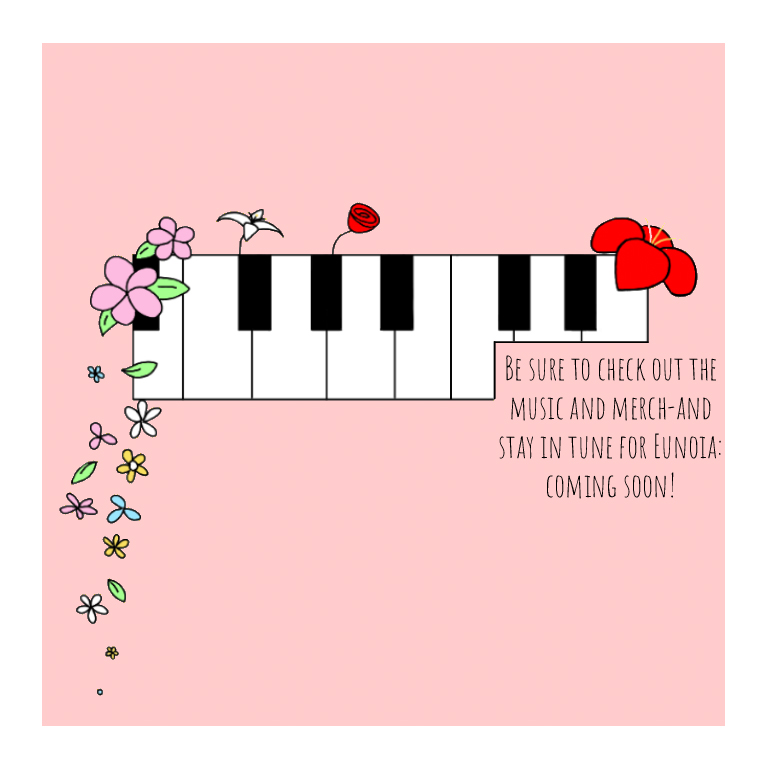 Be sure to check out the
music and merch-and
stay in tune for Eunoia:
coming soon!